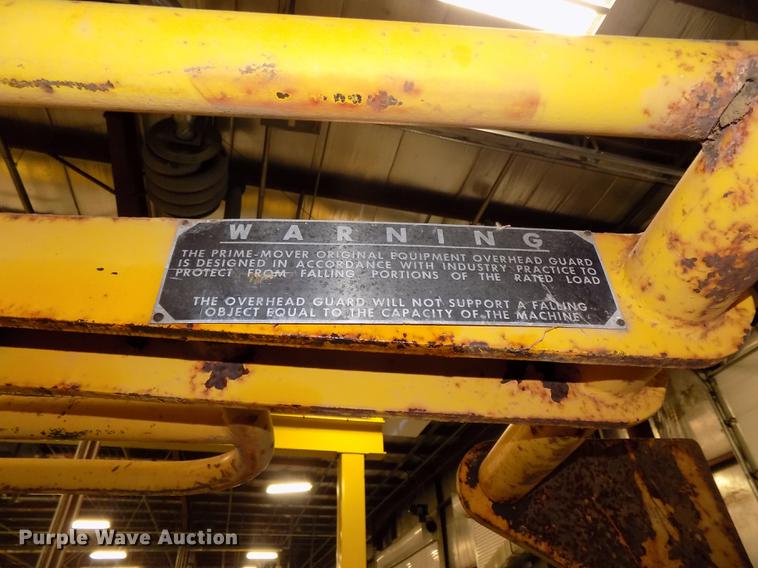 WARNING
THE PRIME-MOVER ORIGINAL EQUIPMENT OVERHEAD GUARD
IS DESIGNED IN ACCORDANCE WITH INDUSTRY PRACTICE TO
PROTECT FROM FALLING PORTIONS OF THE RATED LOAD
THE OVERHEAD GUARD WILL NOT SUPPORT A FALLING
OBJECT EQUAL TO THE CAPACITY OF THE MACHINE
Purple Wave Auction